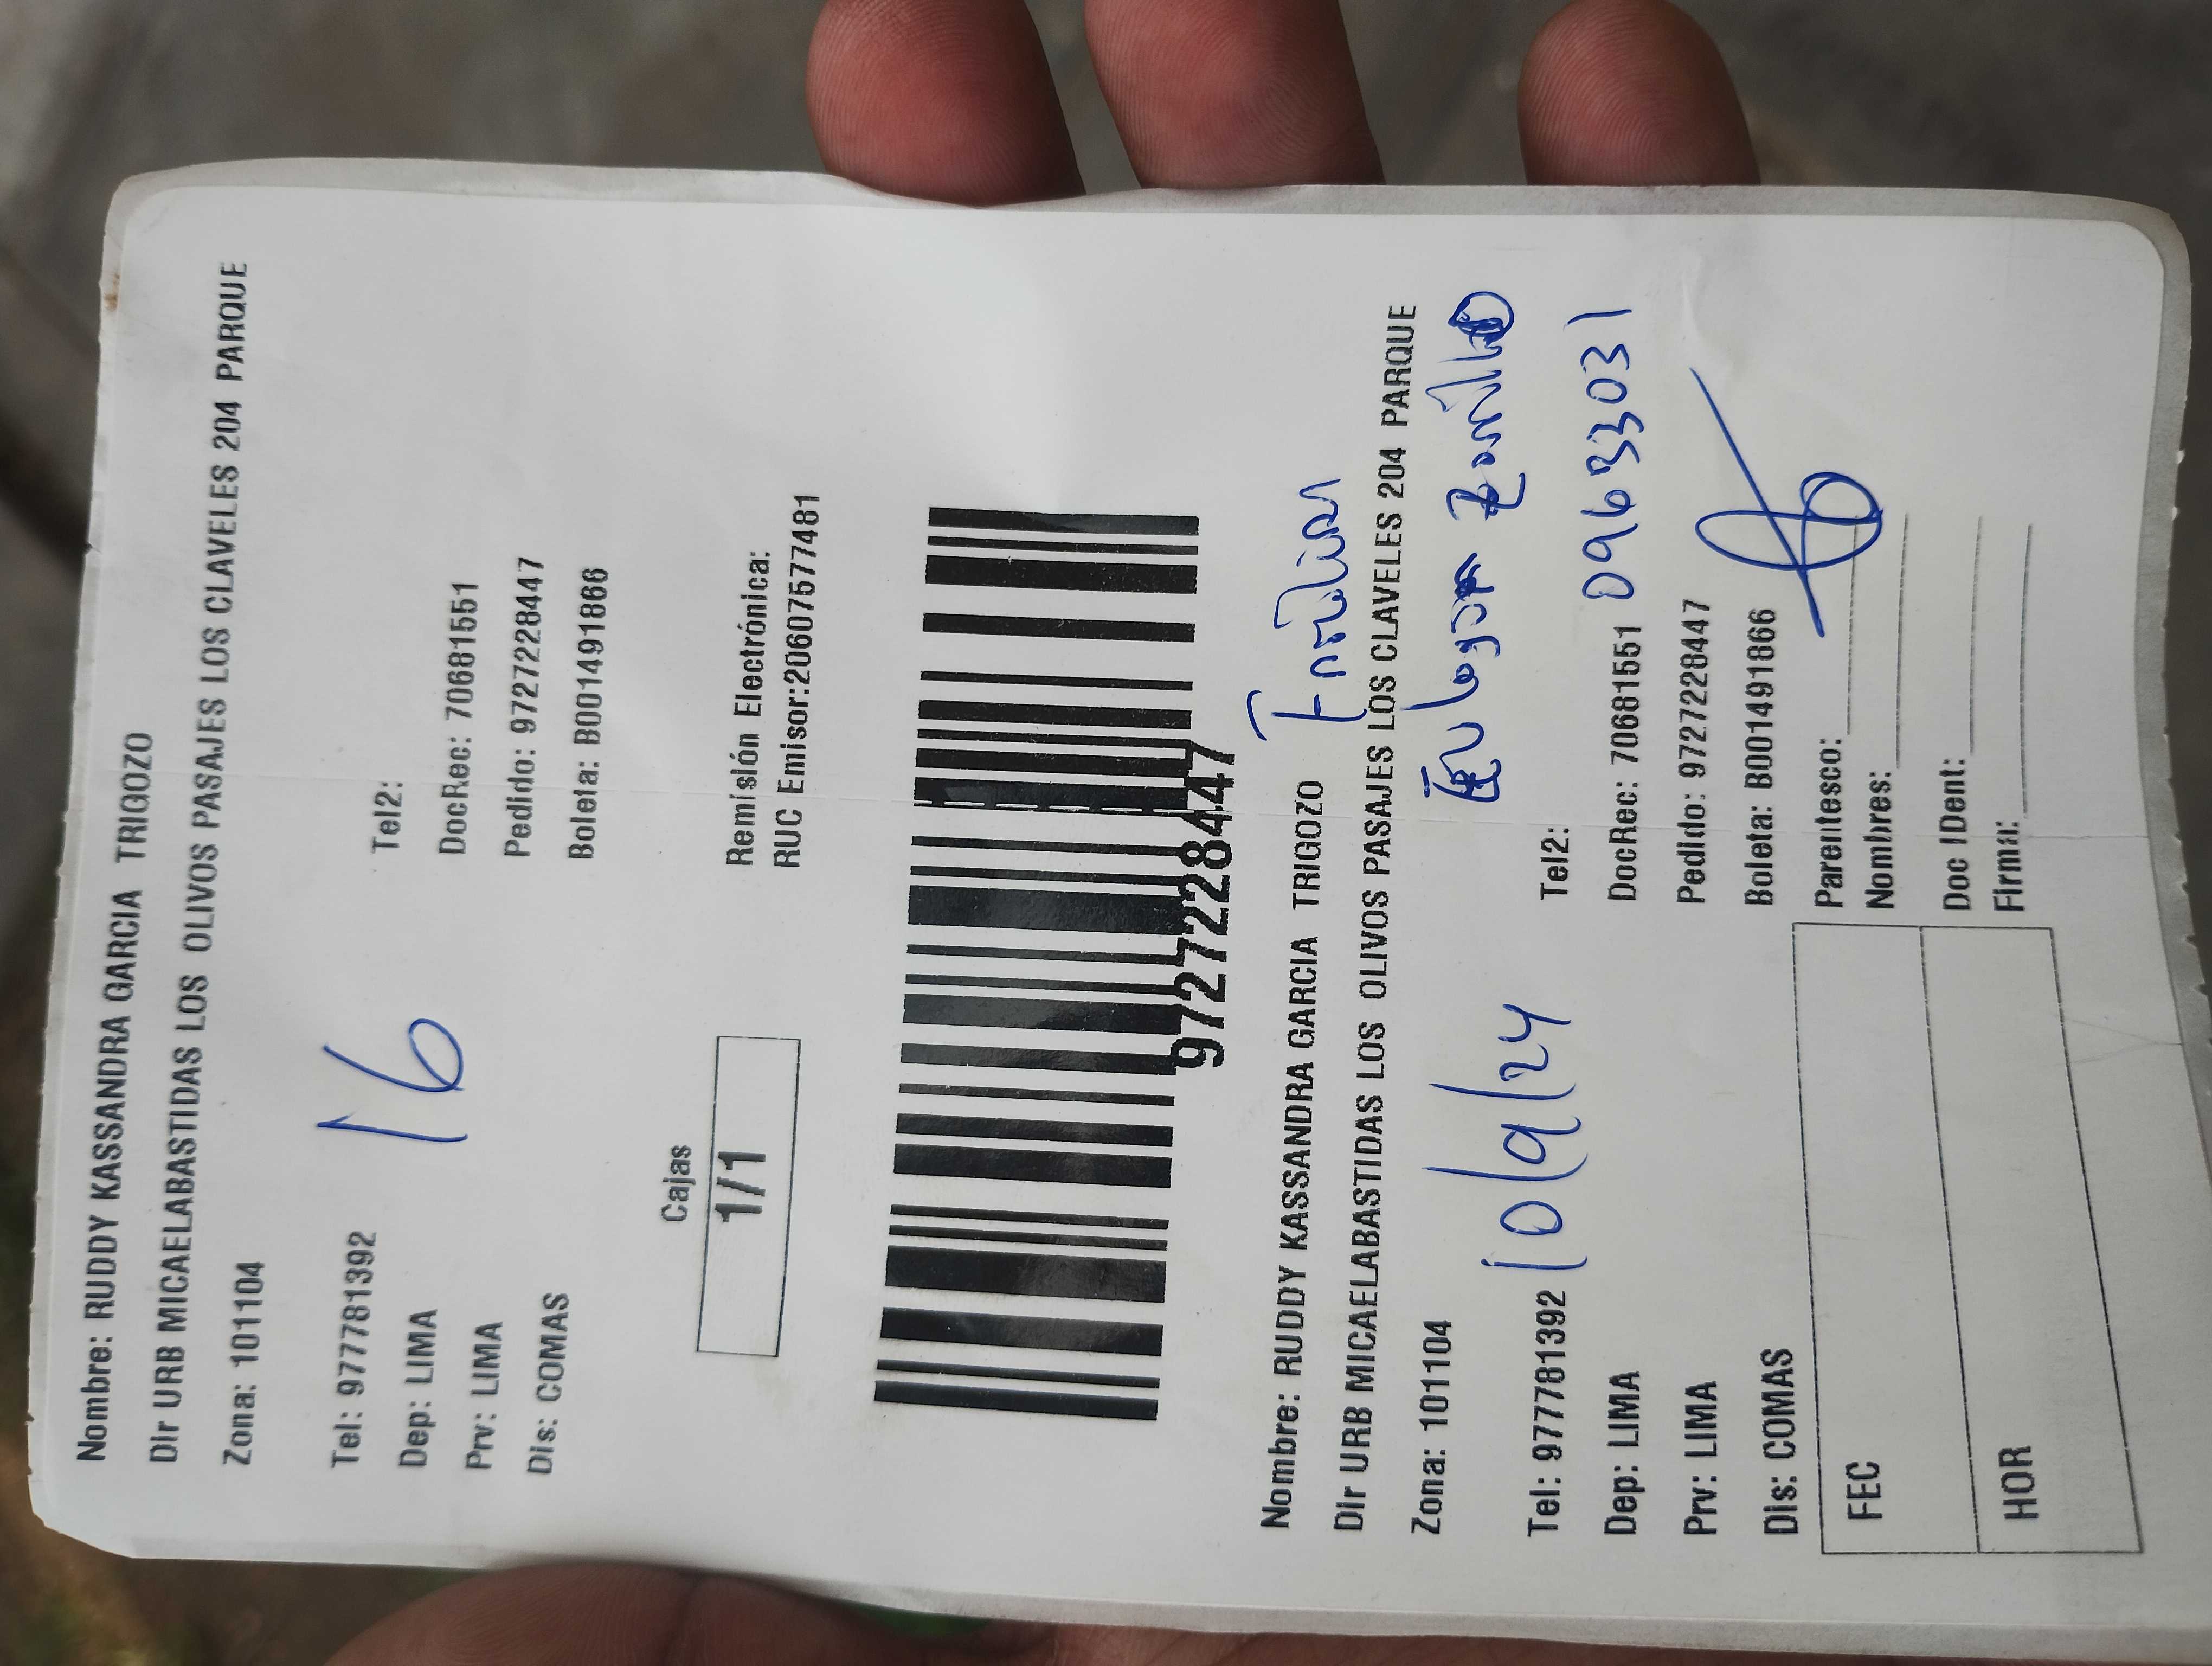 Nombre: RUDDY KASSANDRA GARCIA TRIGOZO
Dir URB MICAELABASTIDAS LOS OLIVOS PASAJES LOS CLAVELES 204 PARQUE
Zona: 101104
16
Tel: 977781392 Tel2:
Dep: LIMA DocRec: 70681551
Prv: LIMA Pedido: 9727228447
Dis: COMAS Boleta: B001491866
Cajas
1/1
Remisión Electrónica:
RUC Emisor:20607577481
9727228447
Familiar
Nombre: RUDDY KASSANDRA GARCIA TRIGOZO
Dir URB MICAELABASTIDAS LOS OLIVOS PASAJES LOS CLAVELES 204 PARQUE
Zona: 101104
Tel: 977781392 10/9/24 Tel2:
Dep: LIMA DocRec: 70681551 09633031
Prv: LIMA Pedido: 9727228447
Dis: COMAS Boleta: B001491866
FEC Parentesco:
Nombres:
HOR Doc IDent:
Firma: